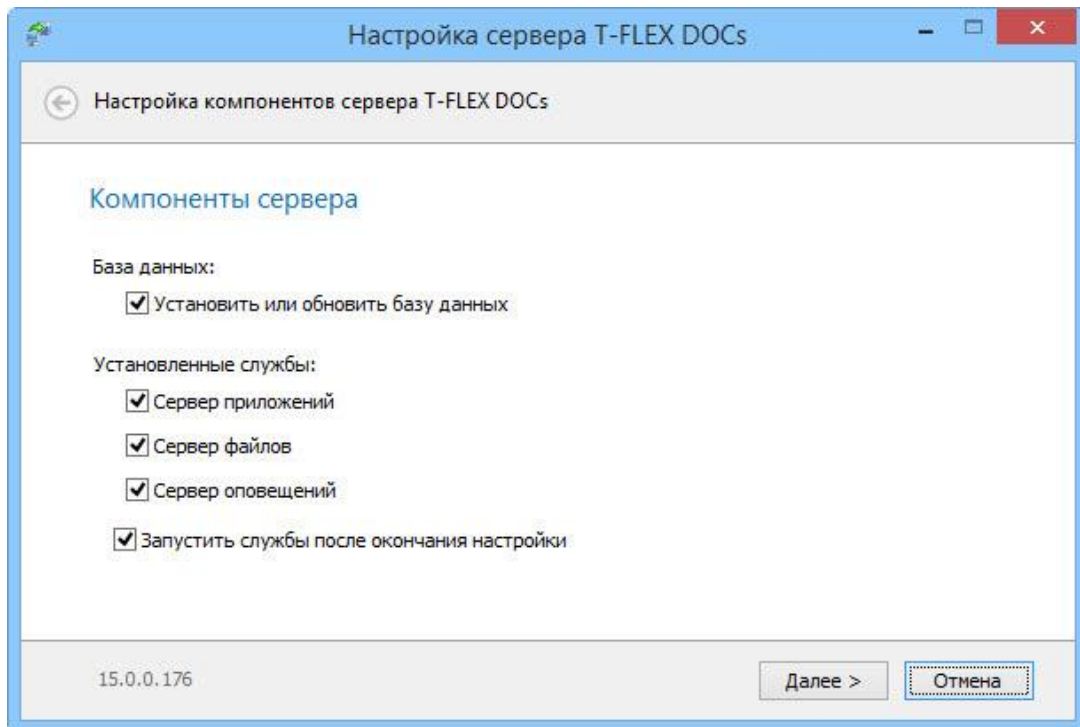 Настройка сервера T-FLEX DOCs
Настройка компонентов сервера T-FLEX DOCs
Компоненты сервера
База данных:
Установить или обновить базу данных
Установленные службы:
Сервер приложений
Сервер файлов
Сервер оповещений
Запустить службы после окончания настройки
15.0.0.176
Далее >
Отмена